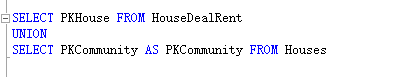 SELECT PKHouse FROM HouseDealRent
UNION
SELECT PKCommunity AS PKCommunity FROM Houses